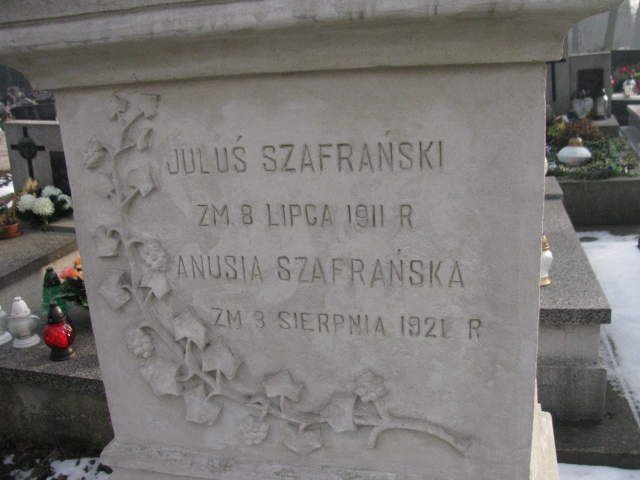 JULUŚ SZAFRAŃSKI
ZM 8 LIPCA 1911 R
ANUSIA SZAFRAŃSKA
ZM 3 SIERPNIA 1921 R